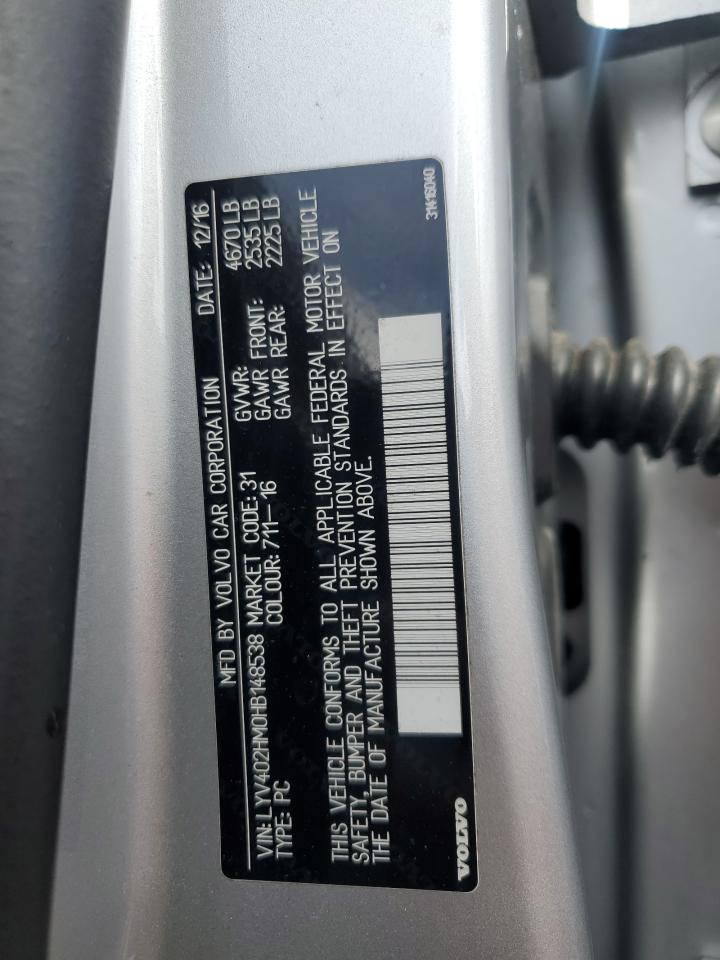 MFD BY VOLVO CAR CORPORATION DATE: 12/16
VIN: LYV402HM0HB148538 MARKET CODE: 31 GVWR: 4670 LB
TYPE: PC COLOUR: 711-16 GAWR FRONT: 2535 LB
GAWR REAR: 2225 LB
THIS VEHICLE CONFORMS TO ALL APPLICABLE FEDERAL MOTOR VEHICLE
SAFETY, BUMPER AND THEFT PREVENTION STANDARDS IN EFFECT ON
THE DATE OF MANUFACTURE SHOWN ABOVE.
VOLVO 31416040